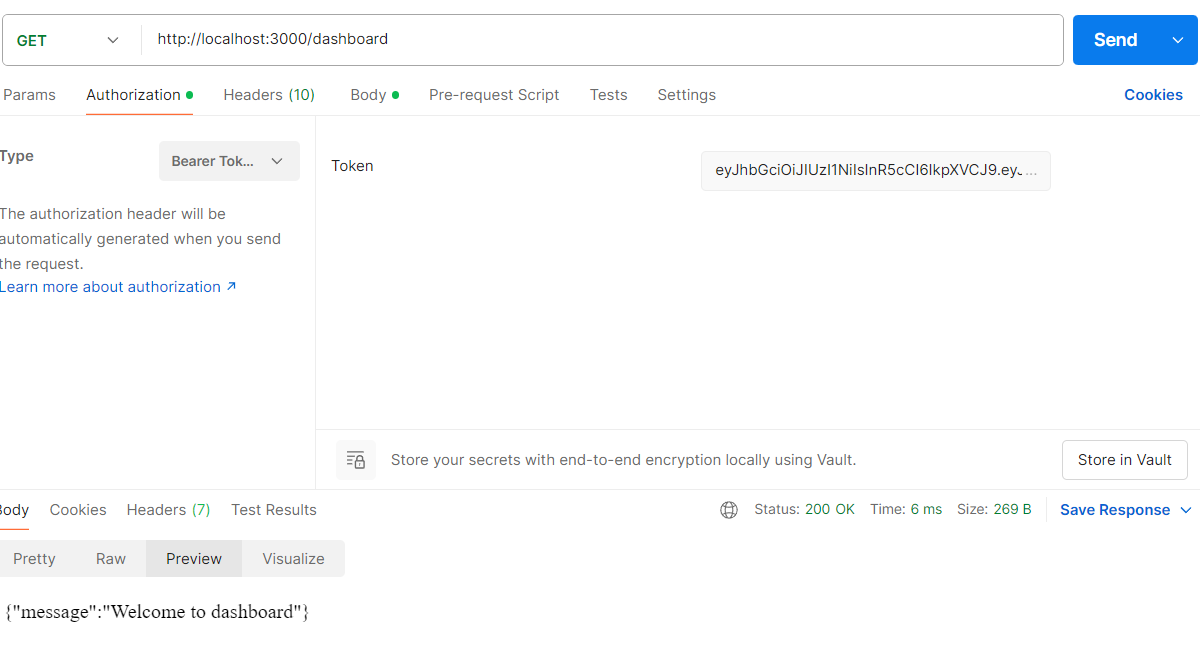 GET http://localhost:3000/dashboard Send
Params Authorization Headers (10) Body Pre-request Script Tests Settings Cookies
Type Bearer Tok... Token eyJhbGciOiJIUzI1NiIsInR5cCI6IkpXVCJ9.eyJ...
The authorization header will be
automatically generated when you send
the request.
Learn more about authorization ↗
Store your secrets with end-to-end encryption locally using Vault. Store in Vault
Body Cookies Headers (7) Test Results Status: 200 OK Time: 6 ms Size: 269 B Save Response
Pretty Raw Preview Visualize
{"message":"Welcome to dashboard"}